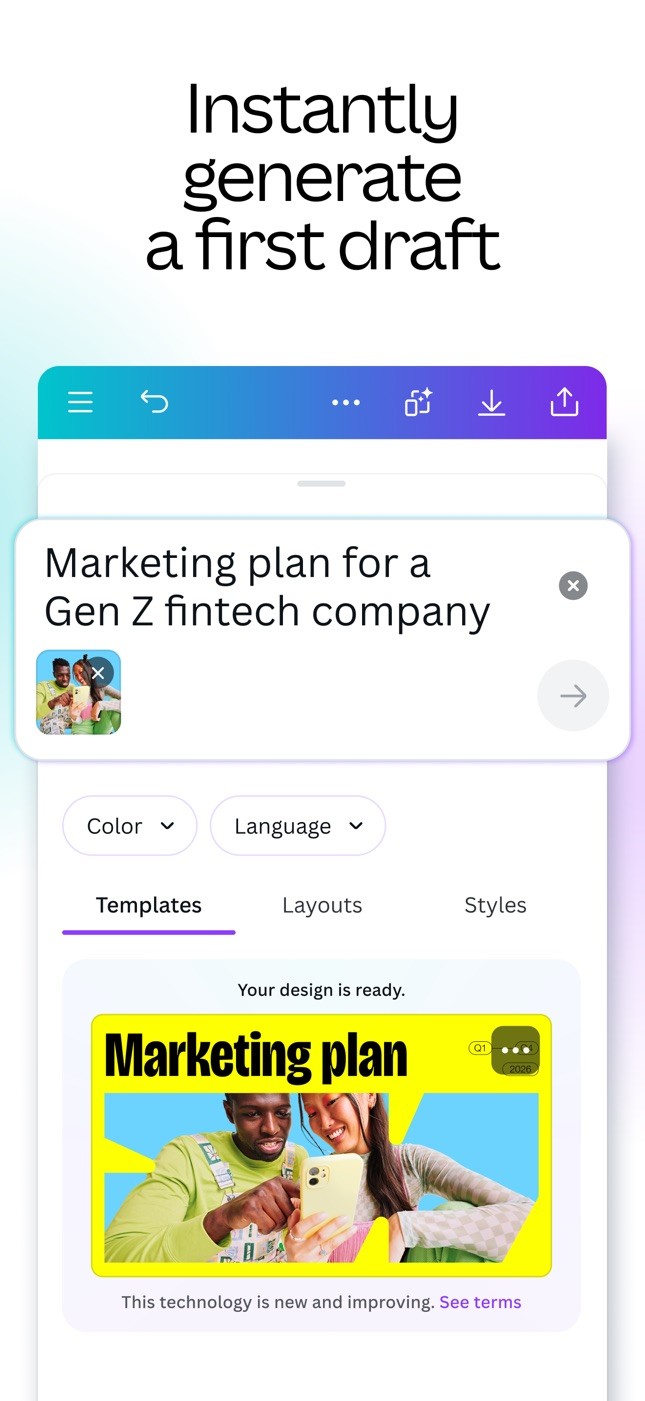 Instantly
generate
a first draft
Marketing plan for a
Gen Z fintech company
Color
Language
Templates
Layouts
Styles
Your design is ready.
Marketing plan
Q1
2026
This technology is new and improving. See terms